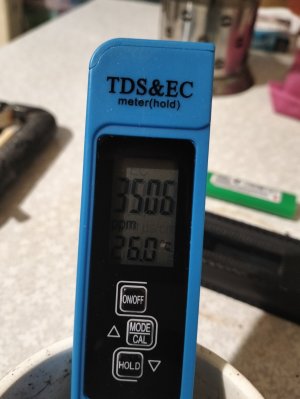 TDS&EC
meter(hold)
3506
ppm
26.0°C
ON/OFF
MODE
CAL
HOLD